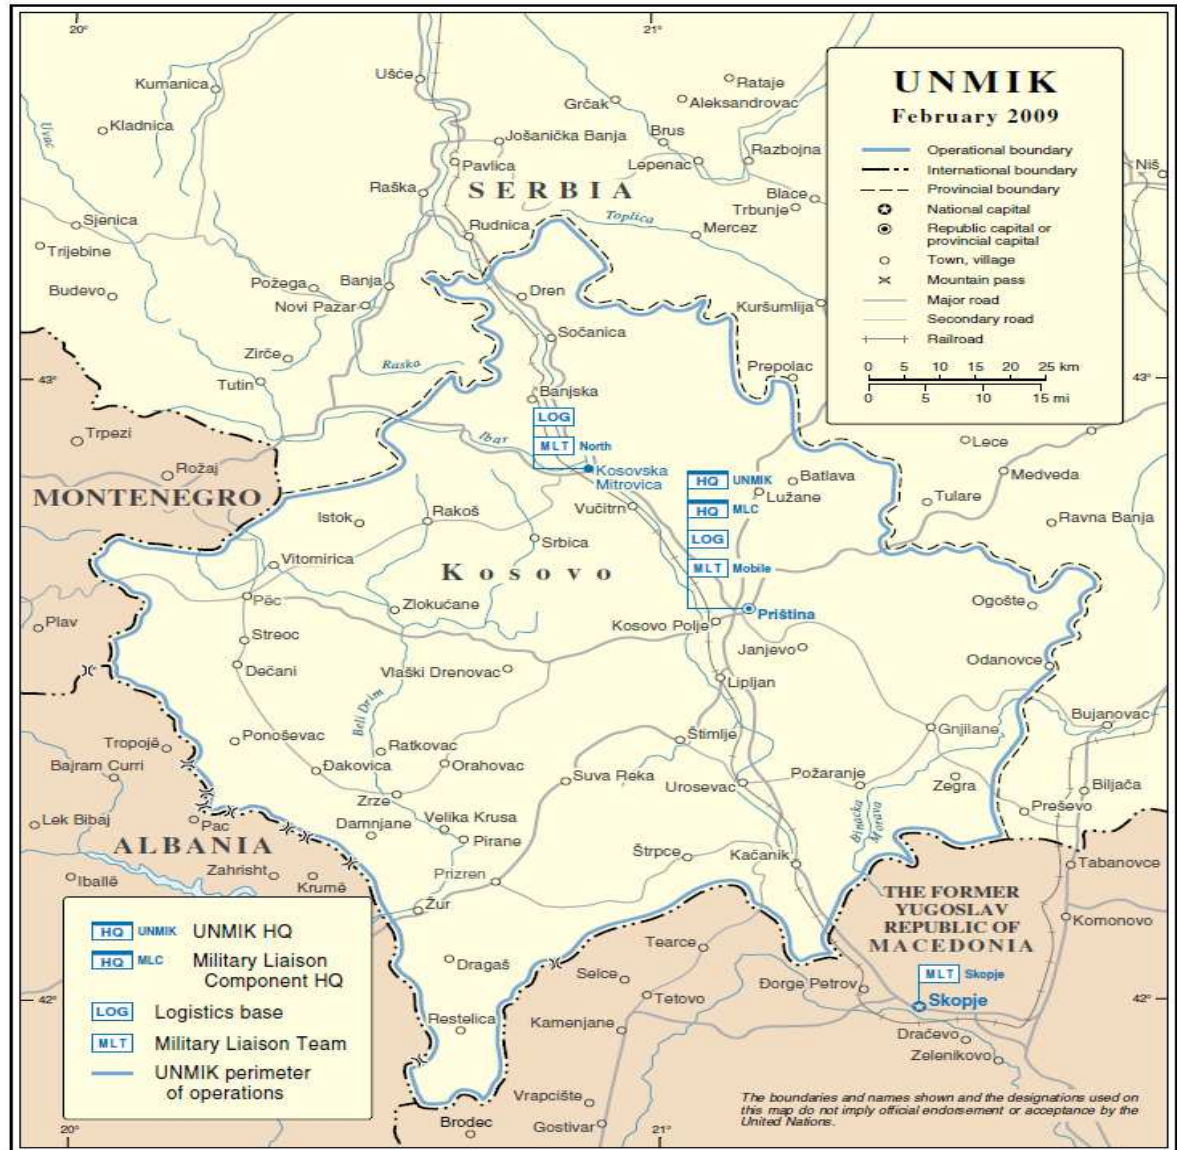 20°
21°
Ušće
Kumanica
Kladnica
Uvac
Grčak
Rataje
Aleksandrovac
Jošanička Banja
Brus
Pavlica
Lepenac
Razbojna
Niš
Raška
SERBIA
Blace
Trbunje
Sjenica
Rudnica
Toplica
Mercez
Trijebine
Budevo
Požega
Banja
Novi Pazar
Dren
Kuršumlija
Sočanica
Zirče
Raska
Tutin
43°
Prepolac
43°
Banjska
LOG
MLT North
Ibar
Kosovska
Mitrovica
Trpezi
Rožaj
MONTENEGRO
Lece
Medveda
Tulare
Ravna Banja
HQ UNMIK
HQ MLC
LOG
MLT Mobile
Batlava
Lužane
Istok
Rakoš
Vučitrn
Srbica
Vitomirica
Kosovo
Pěc
Zlokućane
Plav
Streoc
Dečani
Vlaški Drenovac
Kosovo Polje
Priština
Ogošte
Janjevo
Odanovce
Lipljan
Beli Drim
Gnjilane
Bujanovac
Tropojë
Ponoševac
Ratkovac
Štimlje
Bajram Curri
Đakovica
Orahovac
Suva Reka
Urosevac
Požaranje
Zegra
Biljača
Zrze
Preševo
Lek Bibaj
Pac
Damnjane
Velika Krusa
Pirane
Binacka
Morava
ALBANIA
Štrpce
Kačanik
Tabanovce
Iballë
Zahrisht
Krumë
Prizren
Žur
THE FORMER
YUGOSLAV
REPUBLIC OF
MACEDONIA
Komonovo
Tearce
Dragaš
Selce
Đorge Petrov
MLT Skopje
Skopje
42°
42°
Tetovo
Restelica
Kamenjane
Dračevo
Zelenikovo
Vrapcište
Brodec
Gostivar
20°
21°
UNMIK
February 2009
Operational boundary
International boundary
Provincial boundary
National capital
Republic capital or
provincial capital
Town, village
Mountain pass
Major road
Secondary road
Railroad
0 5 10 15 20 25 km
0 5 10 15 mi
HQ UNMIK UNMIK HQ
HQ MLC Military Liaison
Component HQ
LOG Logistics base
MLT Military Liaison Team
UNMIK perimeter
of operations
The boundaries and names shown and the designations used on
this map do not imply official endorsement or acceptance by the
United Nations.